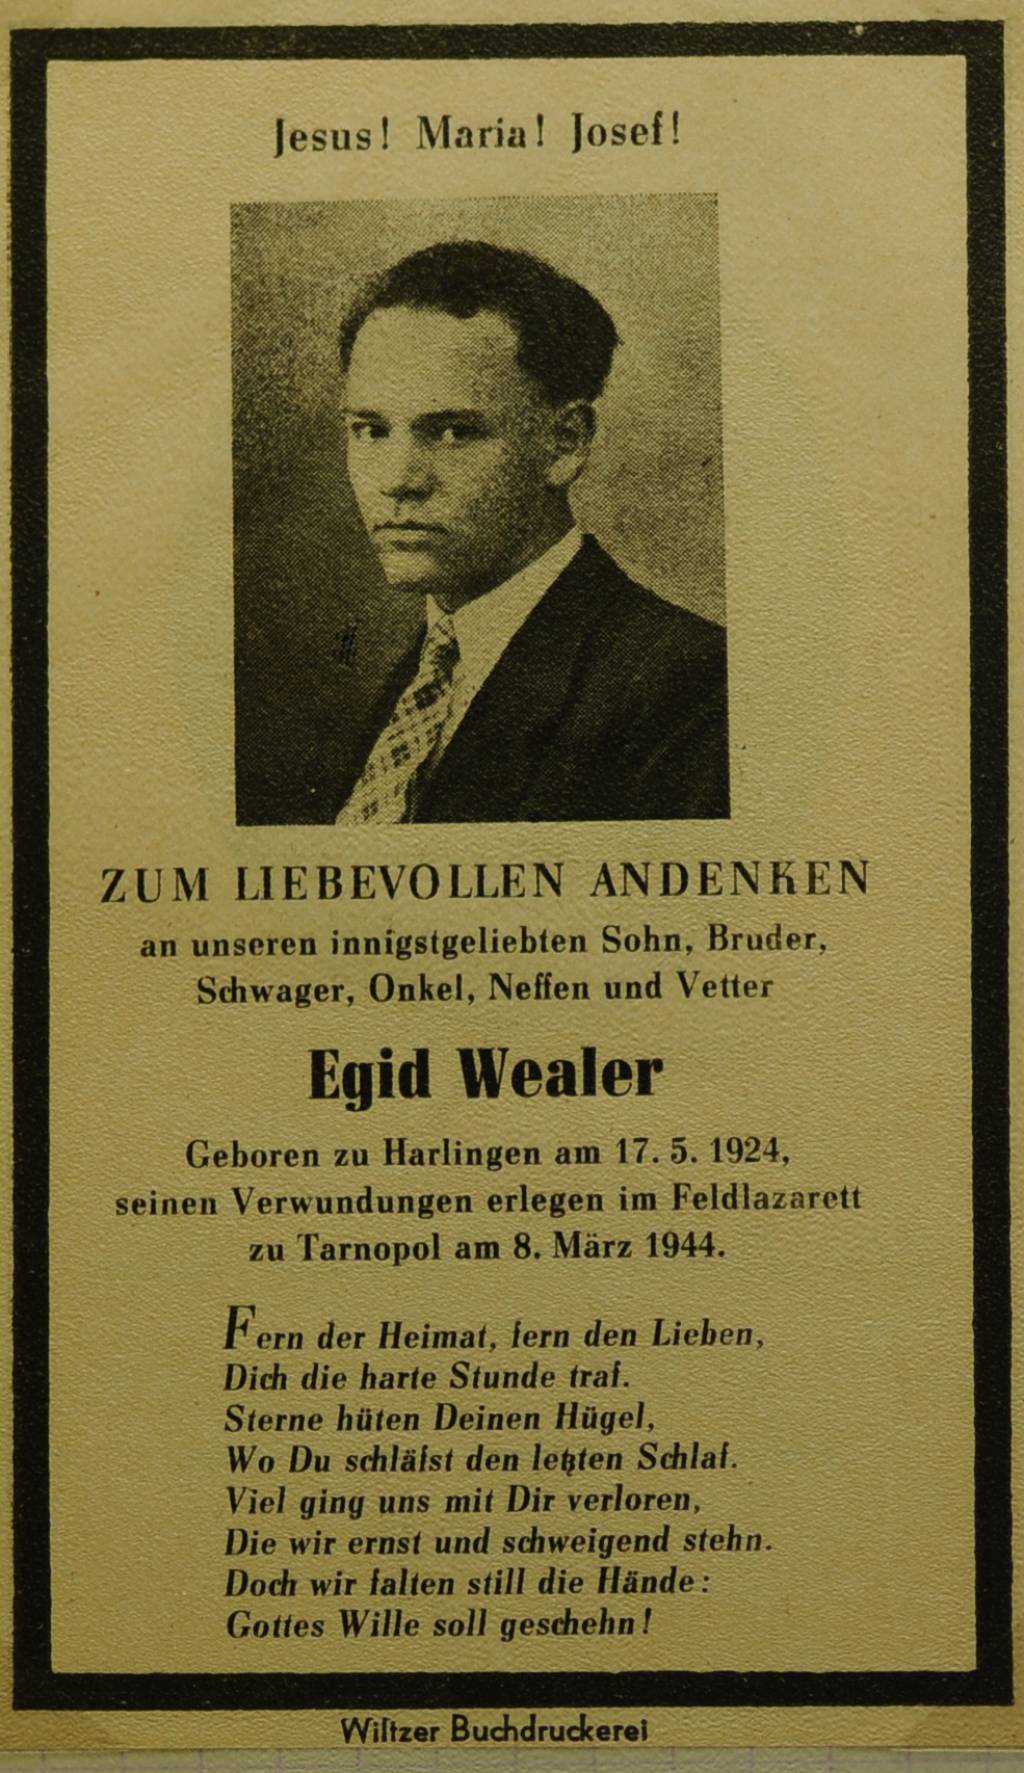 Jesus! Maria! Josef!
ZUM LIEBEVOLLEN ANDENKEN
an unseren innigstgeliebten Sohn, Bruder,
Schwager, Onkel, Neffen und Vetter
Egid Wealer
Geboren zu Harlingen am 17. 5. 1924,
seinen Verwundungen erlegen im Feldlazarett
zu Tarnopol am 8. März 1944.
Fern der Heimat, fern den Lieben,
Dich die harte Stunde traf.
Sterne hüten Deinen Hügel,
Wo Du schläfst den letzten Schlaf.
Viel ging uns mit Dir verloren,
Die wir ernst und schweigend stehn.
Doch wir falten still die Hände:
Gottes Wille soll geschehn!
Wiltzer Buchdruckerei